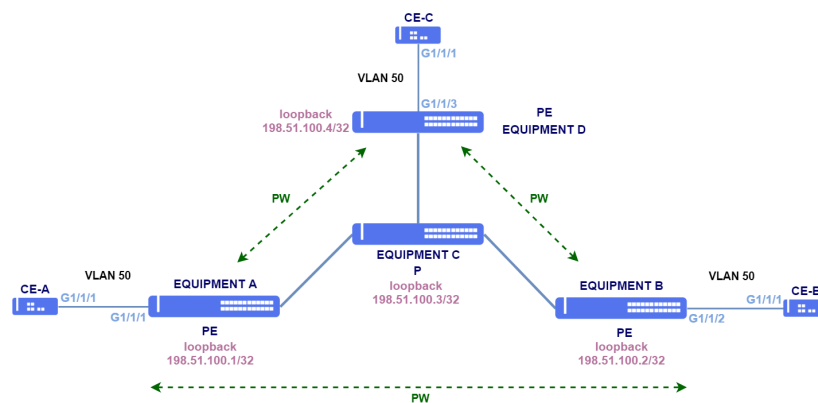 CE-C
G1/1/1
VLAN 50
G1/1/3
loopback
198.51.100.4/32
PE
EQUIPMENT D
PW
PW
EQUIPMENT C
P
loopback
198.51.100.3/32
CE-A
VLAN 50
G1/1/1
G1/1/1
EQUIPMENT A
PE
loopback
198.51.100.1/32
EQUIPMENT B
PE
loopback
198.51.100.2/32
VLAN 50
G1/1/1
G1/1/2
PW